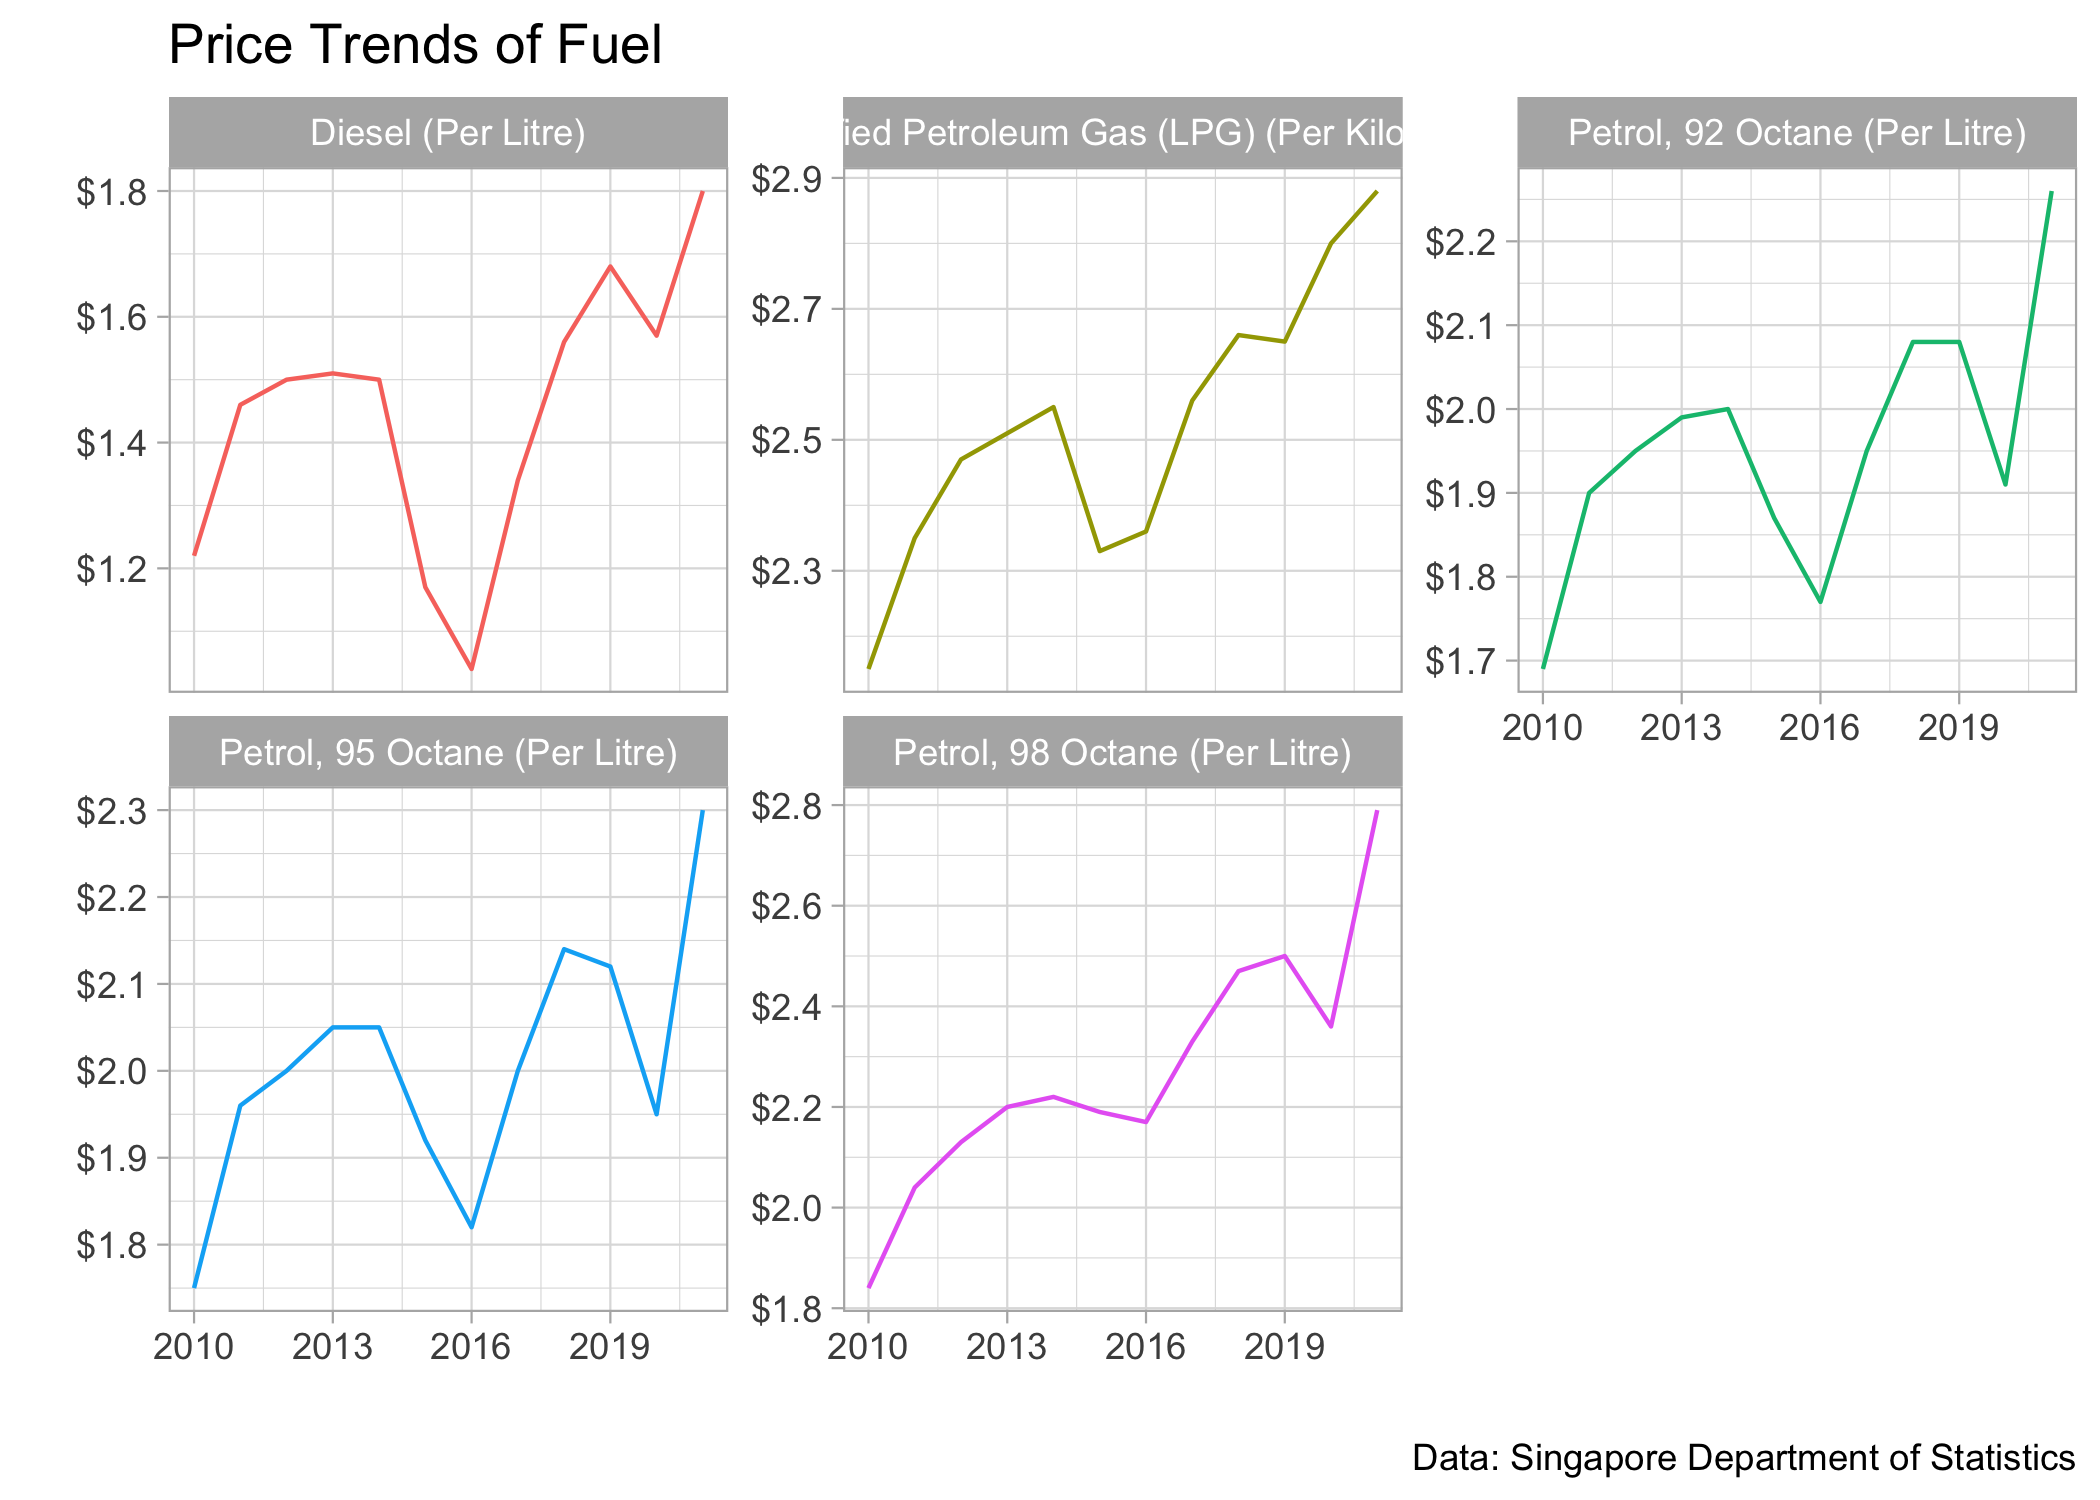 Price Trends of Fuel
Diesel (Per Litre)
ied Petroleum Gas (LPG) (Per Kilo
Petrol, 92 Octane (Per Litre)
$1.8
$1.6
$1.4
$1.2
$2.9
$2.7
$2.5
$2.3
$2.2
$2.1
$2.0
$1.9
$1.8
$1.7
2010 2013 2016 2019
Petrol, 95 Octane (Per Litre)
Petrol, 98 Octane (Per Litre)
$2.3
$2.2
$2.1
$2.0
$1.9
$1.8
$2.8
$2.6
$2.4
$2.2
$2.0
$1.8
2010 2013 2016 2019
2010 2013 2016 2019
Data: Singapore Department of Statistics